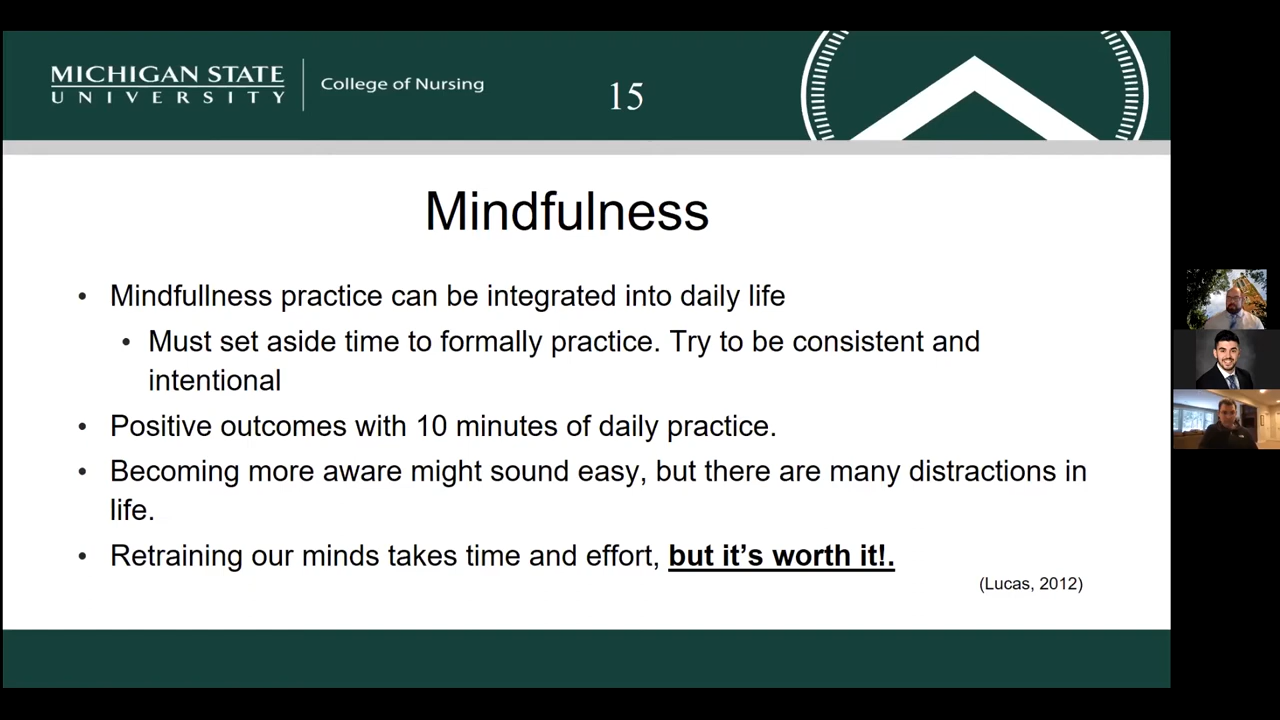 MICHIGAN STATE
UNIVERSITY
College of Nursing
15
Mindfulness
• Mindfullness practice can be integrated into daily life
• Must set aside time to formally practice. Try to be consistent and
intentional
• Positive outcomes with 10 minutes of daily practice.
• Becoming more aware might sound easy, but there are many distractions in
life.
• Retraining our minds takes time and effort, but it’s worth it!.
(Lucas, 2012)